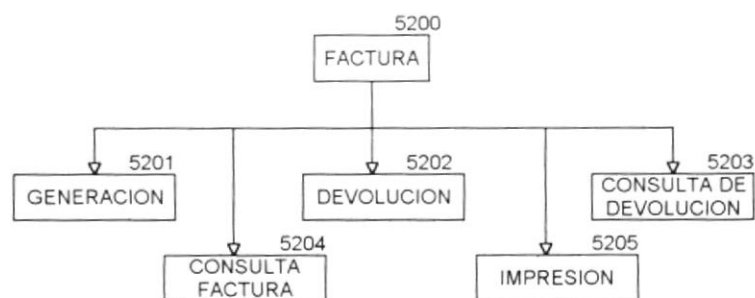 5200
FACTURA
5201
GENERACION
5202
DEVOLUCION
5203
CONSULTA DE
DEVOLUCION
5204
CONSULTA
FACTURA
5205
IMPRESION